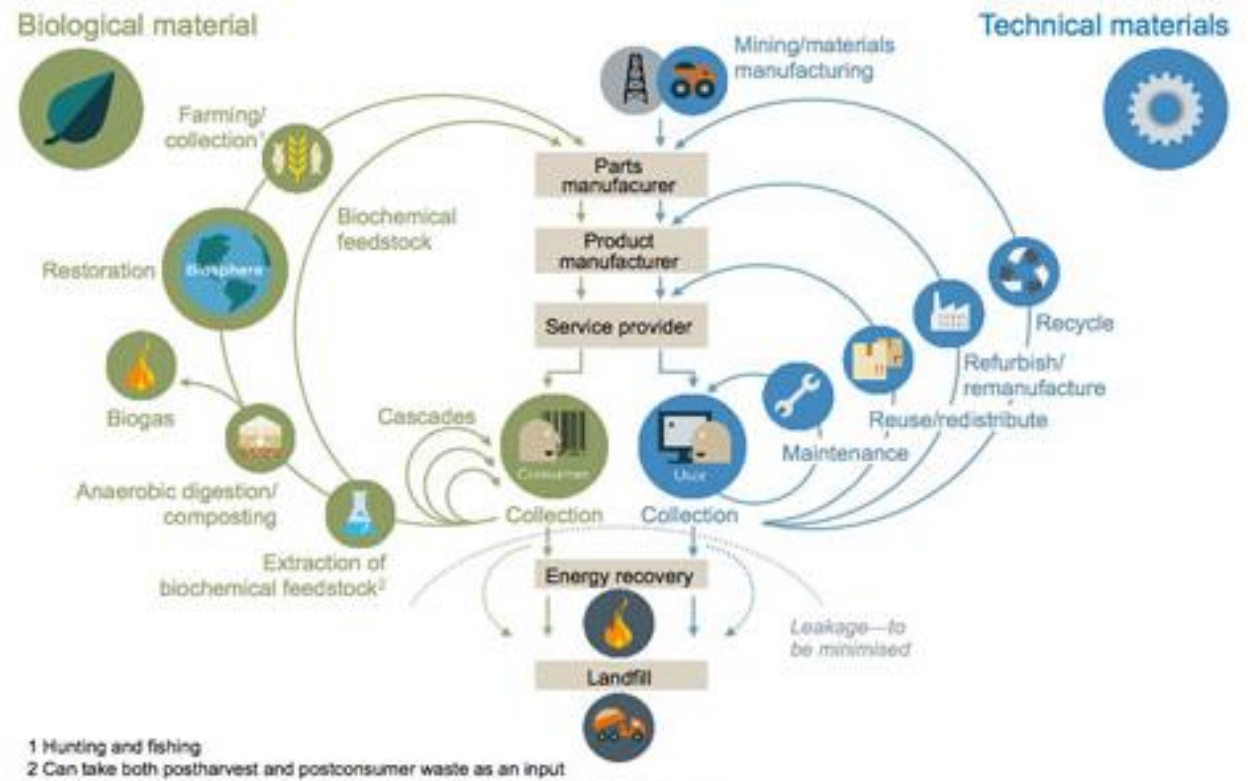 Biological material
Technical materials
Mining/materials
manufacturing
Farming/
collection¹
Parts
manufacurer
Biochemical
feedstock
Product
manufacturer
Restoration
Biosphere
Service provider
Recycle
Refurbish/
remanufacture
Biogas
Cascades
Reuse/redistribute
Maintenance
Consumer
User
Anaerobic digestion/
composting
Collection
Collection
Extraction of
biochemical feedstock²
Energy recovery
Leakage—to
be minimised
Landfill
1 Hunting and fishing
2 Can take both postharvest and postconsumer waste as an input